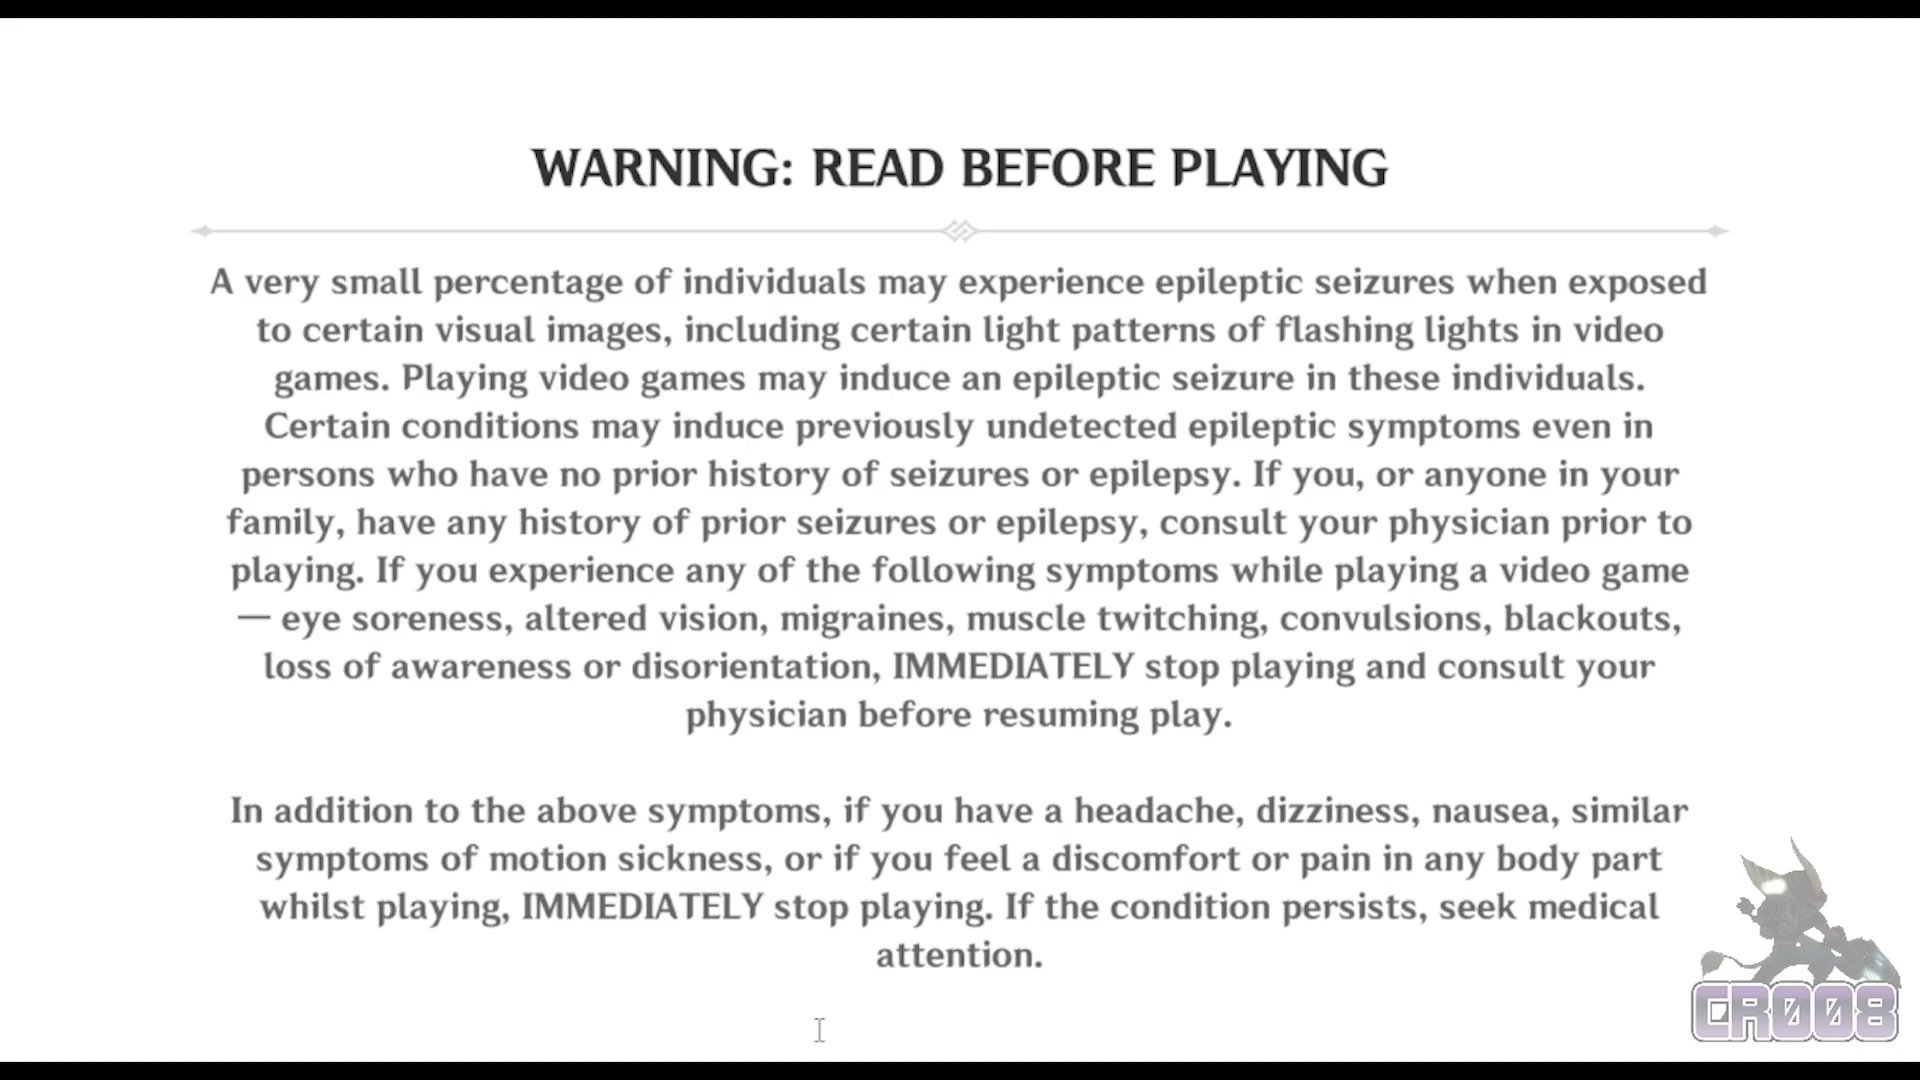 WARNING: READ BEFORE PLAYING
A very small percentage of individuals may experience epileptic seizures when exposed
to certain visual images, including certain light patterns of flashing lights in video
games. Playing video games may induce an epileptic seizure in these individuals.
Certain conditions may induce previously undetected epileptic symptoms even in
persons who have no prior history of seizures or epilepsy. If you, or anyone in your
family, have any history of prior seizures or epilepsy, consult your physician prior to
playing. If you experience any of the following symptoms while playing a video game
— eye soreness, altered vision, migraines, muscle twitching, convulsions, blackouts,
loss of awareness or disorientation, IMMEDIATELY stop playing and consult your
physician before resuming play.
In addition to the above symptoms, if you have a headache, dizziness, nausea, similar
symptoms of motion sickness, or if you feel a discomfort or pain in any body part
whilst playing, IMMEDIATELY stop playing. If the condition persists, seek medical
attention.
CR008